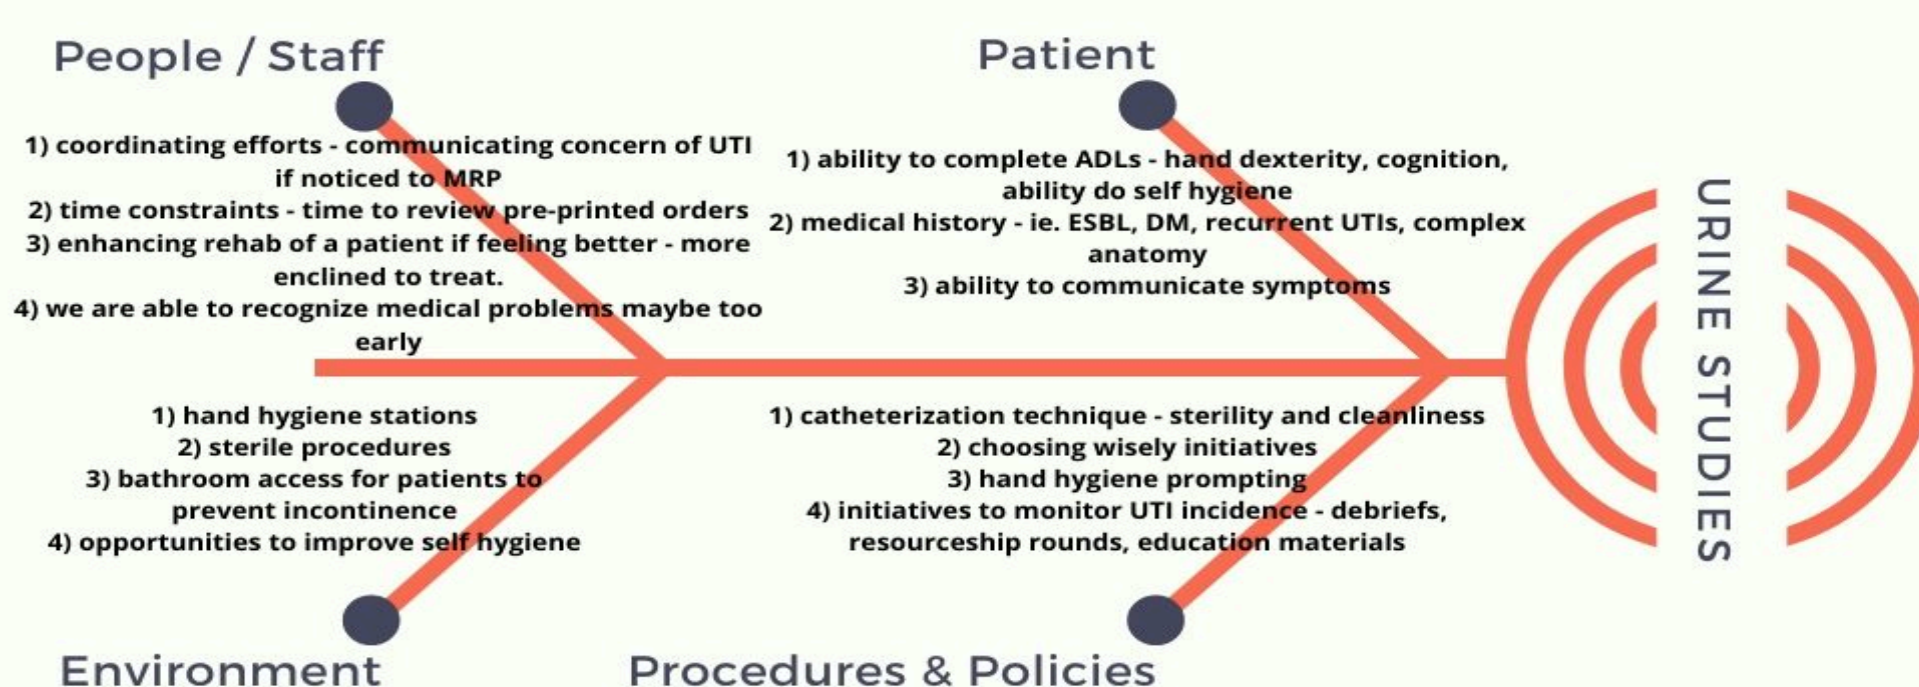 People / Staff
1) coordinating efforts - communicating concern of UTI
if noticed to MRP
2) time constraints - time to review pre-printed orders
3) enhancing rehab of a patient if feeling better - more
enclined to treat.
4) we are able to recognize medical problems maybe too
early
Patient
1) ability to complete ADLs - hand dexterity, cognition,
ability do self hygiene
2) medical history - ie. ESBL, DM, recurrent UTIs, complex
anatomy
3) ability to communicate symptoms
1) hand hygiene stations
2) sterile procedures
3) bathroom access for patients to
prevent incontinence
4) opportunities to improve self hygiene
Environment
1) catheterization technique - sterility and cleanliness
2) choosing wisely initiatives
3) hand hygiene prompting
4) initiatives to monitor UTI incidence - debriefs,
resourceship rounds, education materials
Procedures & Policies
URINE STUDIES